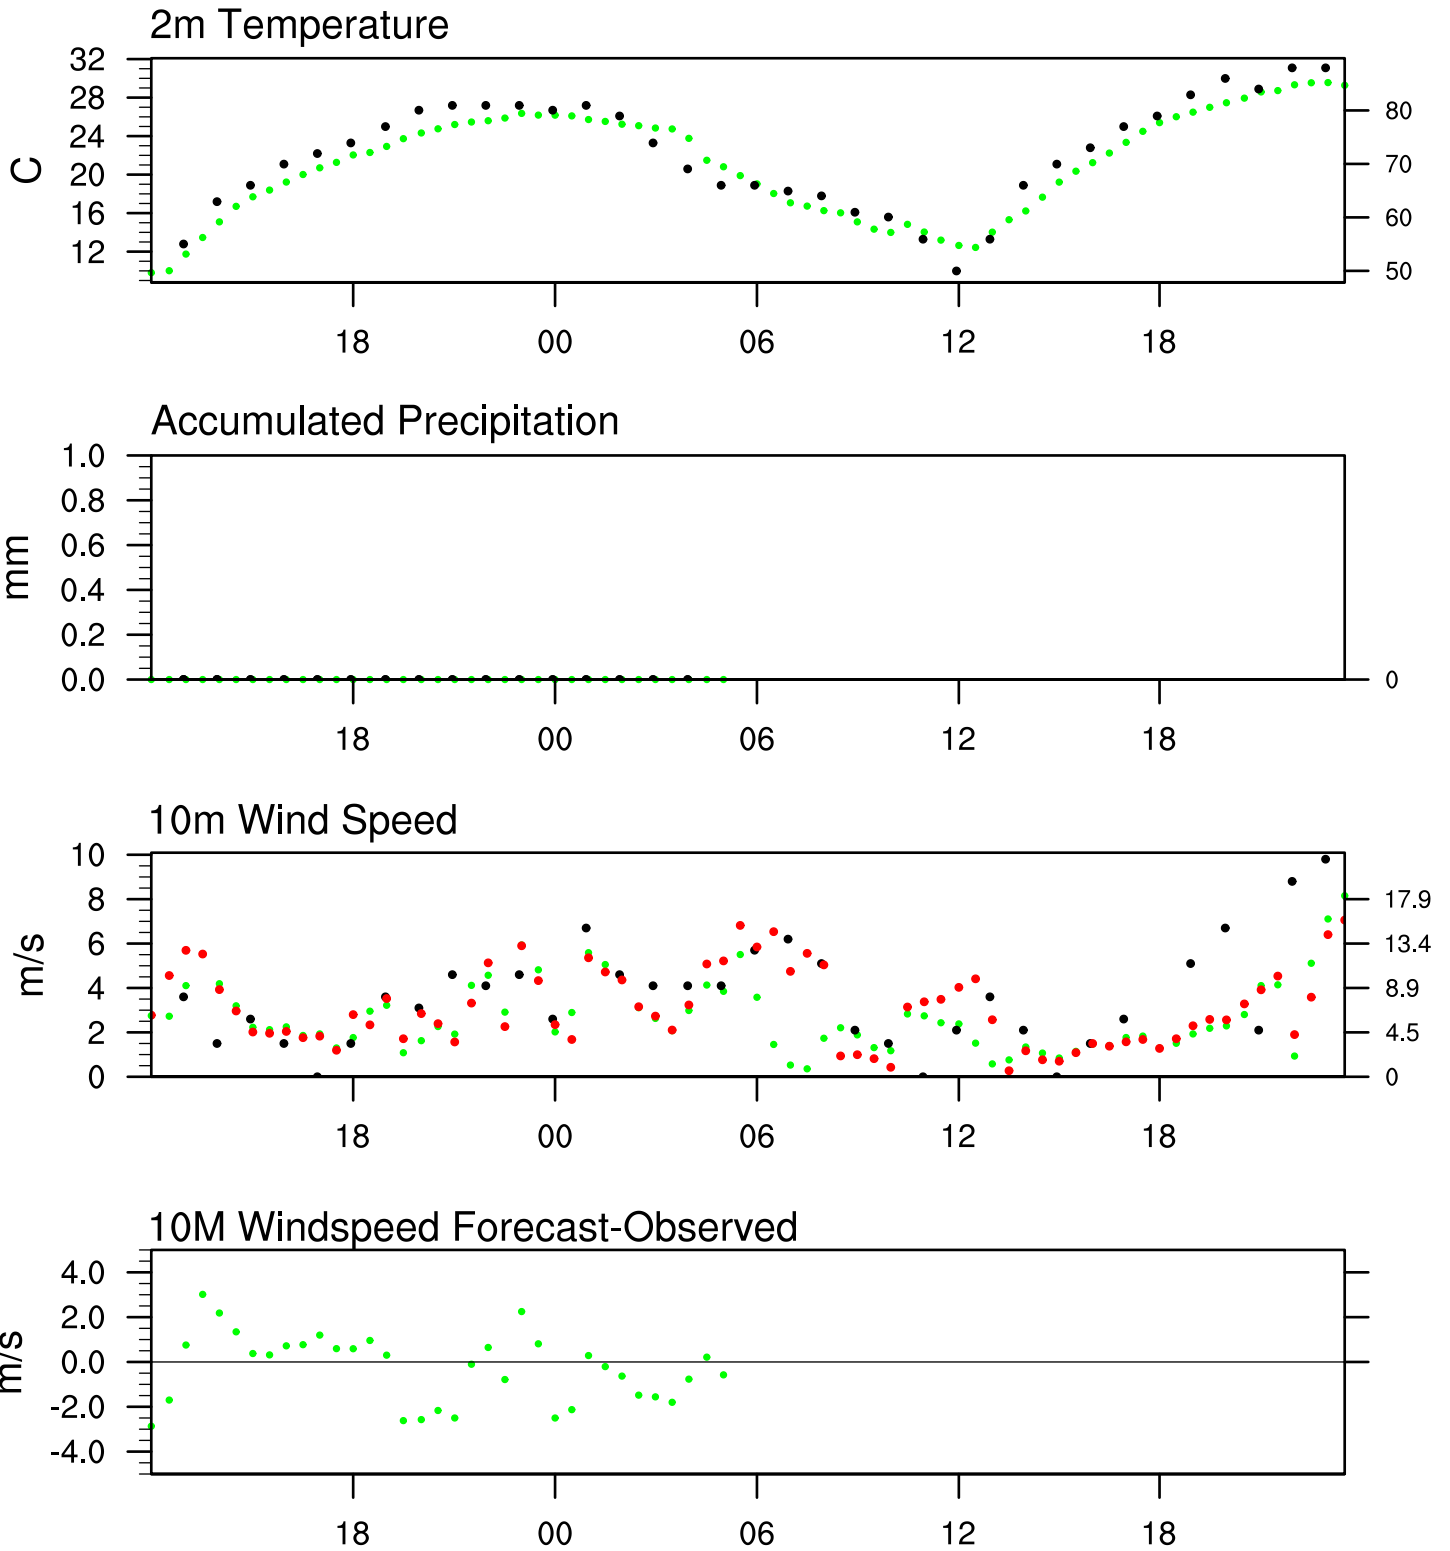 2m Temperature
32
28
24
20
16
12
C
80
70
60
50
18 00 06 12 18
Accumulated Precipitation
1.0
0.8
0.6
0.4
0.2
0.0
mm
0
18 00 06 12 18
10m Wind Speed
10
8
6
4
2
0
m/s
17.9
13.4
8.9
4.5
0
18 00 06 12 18
10M Windspeed Forecast-Observed
4.0
2.0
0.0
-2.0
-4.0
m/s
18 00 06 12 18